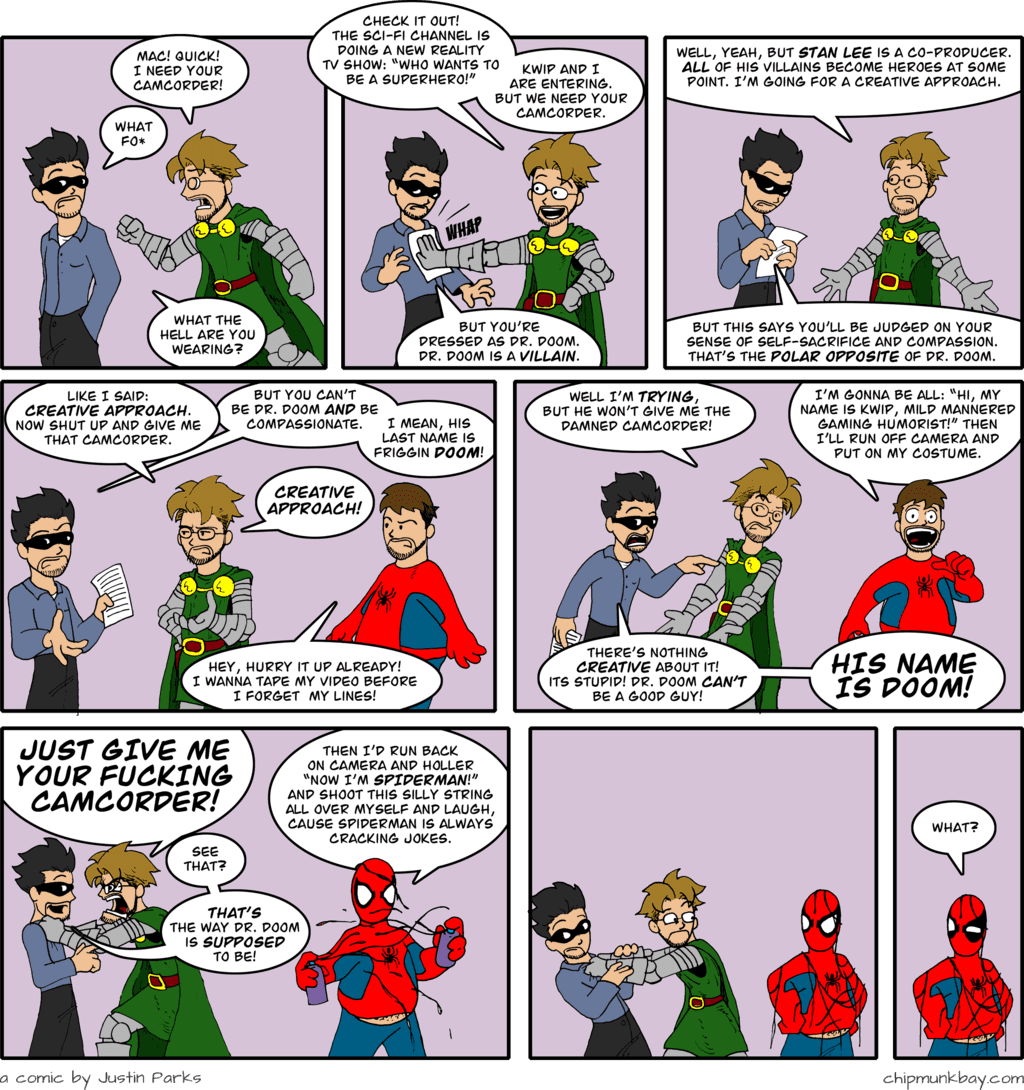 MAC! QUICK!
I NEED YOUR
CAMCORDER!
WHAT
FO*
WHAT THE
HELL ARE YOU
WEARING?
CHECK IT OUT!
THE SCI-FI CHANNEL IS
DOING A NEW REALITY
TV SHOW: "WHO WANTS TO
BE A SUPERHERO!"
KWIP AND I
ARE ENTERING.
BUT WE NEED YOUR
CAMCORDER.
WHAP
BUT YOU'RE
DRESSED AS DR. DOOM.
DR. DOOM IS A VILLAIN.
WELL, YEAH, BUT STAN LEE IS A CO-PRODUCER.
ALL OF HIS VILLAINS BECOME HEROES AT SOME
POINT. I'M GOING FOR A CREATIVE APPROACH.
BUT THIS SAYS YOU'LL BE JUDGED ON YOUR
SENSE OF SELF-SACRIFICE AND COMPASSION.
THAT'S THE POLAR OPPOSITE OF DR. DOOM.
LIKE I SAID:
CREATIVE APPROACH.
NOW SHUT UP AND GIVE ME
THAT CAMCORDER.
BUT YOU CAN'T
BE DR. DOOM AND BE
COMPASSIONATE.
I MEAN, HIS
LAST NAME IS
FRIGGIN DOOM!
CREATIVE
APPROACH!
HEY, HURRY IT UP ALREADY!
I WANNA TAPE MY VIDEO BEFORE
I FORGET MY LINES!
WELL I'M TRYING,
BUT HE WON'T GIVE ME THE
DAMNED CAMCORDER!
I'M GONNA BE ALL: "HI, MY
NAME IS KWIP, MILD MANNERED
GAMING HUMORIST!" THEN
I'LL RUN OFF CAMERA AND
PUT ON MY COSTUME.
THERE'S NOTHING
CREATIVE ABOUT IT!
ITS STUPID! DR. DOOM CAN'T
BE A GOOD GUY!
HIS NAME
IS DOOM!
JUST GIVE ME
YOUR FUCKING
CAMCORDER!
SEE
THAT?
THAT'S
THE WAY DR. DOOM
IS SUPPOSED
TO BE!
THEN I'D RUN BACK
ON CAMERA AND HOLLER
"NOW I'M SPIDERMAN!"
AND SHOOT THIS SILLY STRING
ALL OVER MYSELF AND LAUGH,
CAUSE SPIDERMAN IS ALWAYS
CRACKING JOKES.
WHAT?
a comic by Justin Parks
chipmunkbay.com